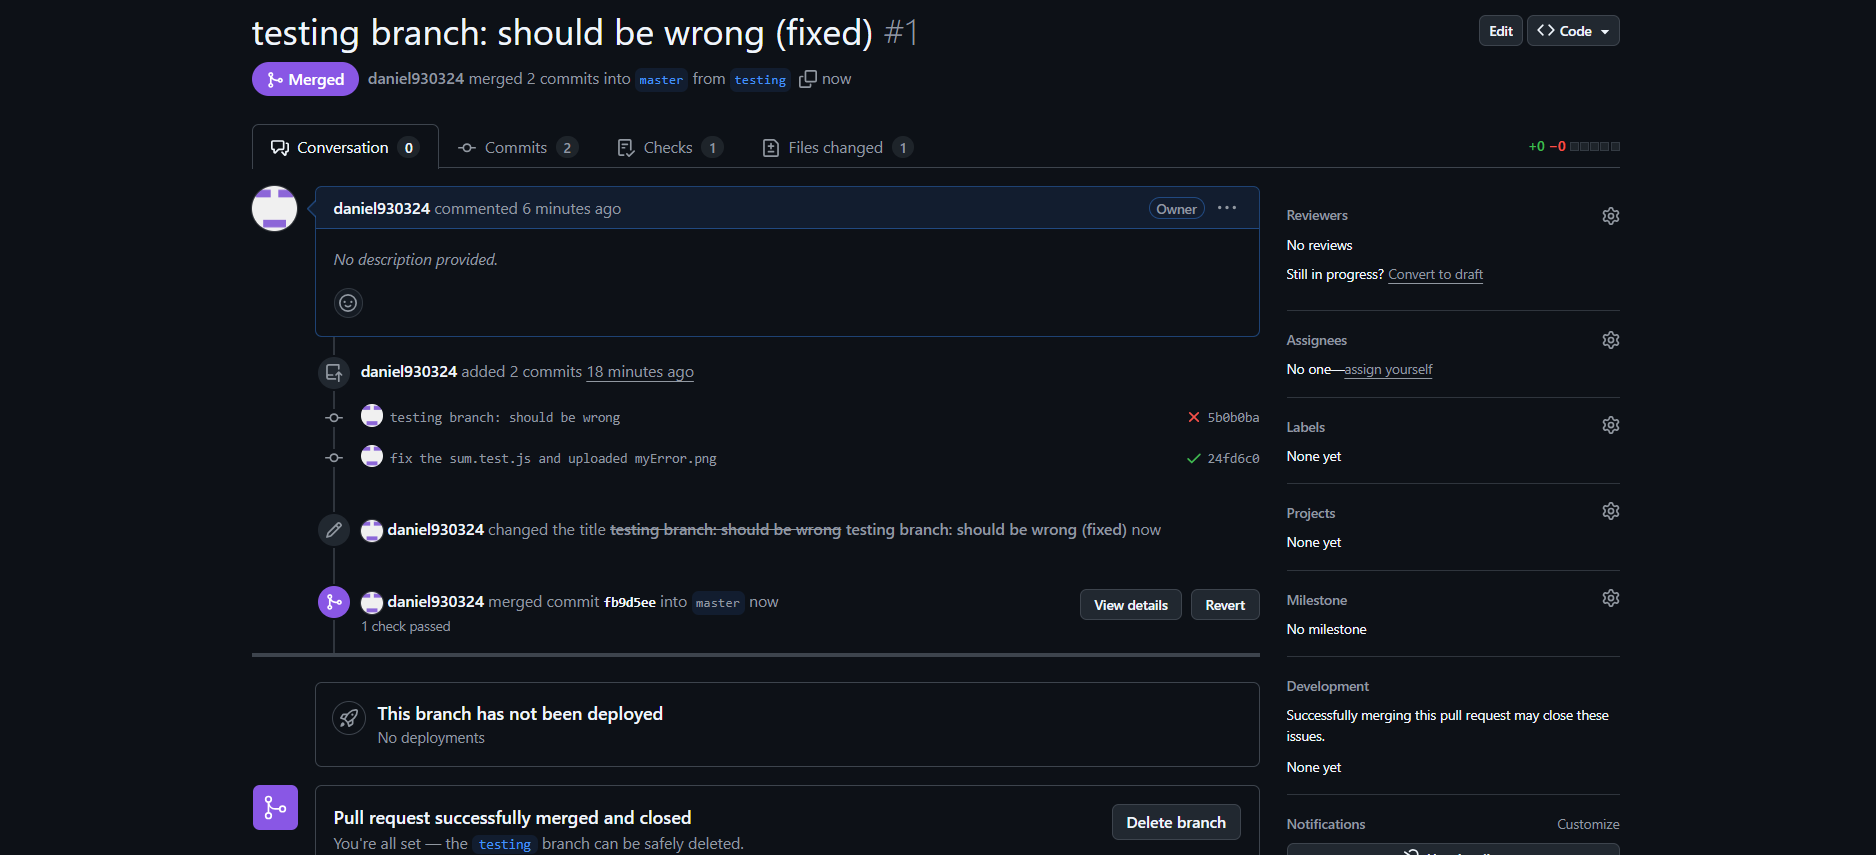 testing branch: should be wrong (fixed) #1
Edit
Code
Merged
daniel930324 merged 2 commits into master from testing now
Conversation 0
Commits 2
Checks 1
Files changed 1
+0 −0
daniel930324 commented 6 minutes ago
Owner
No description provided.
daniel930324 added 2 commits 18 minutes ago
testing branch: should be wrong
5b0b0ba
fix the sum.test.js and uploaded myError.png
24fd6c0
daniel930324 changed the title testing branch: should be wrong testing branch: should be wrong (fixed) now
daniel930324 merged commit fb9d5ee into master now
1 check passed
View details
Revert
This branch has not been deployed
No deployments
Pull request successfully merged and closed
You're all set — the testing branch can be safely deleted.
Delete branch
Reviewers
No reviews
Still in progress? Convert to draft
Assignees
No one—assign yourself
Labels
None yet
Projects
None yet
Milestone
No milestone
Development
Successfully merging this pull request may close these
issues.
None yet
Notifications
Customize